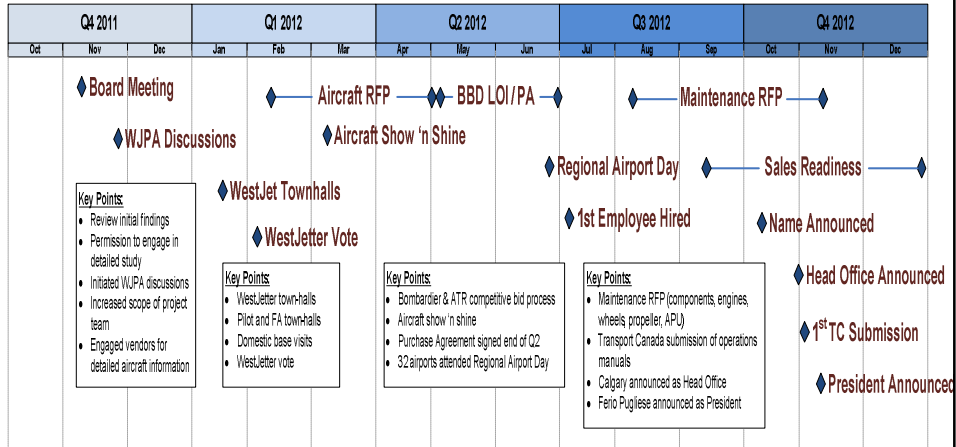 Q4 2011 Q1 2012 Q2 2012 Q3 2012 Q4 2012
Oct Nov Dec Jan Feb Mar Apr May Jun Jul Aug Sep Oct Nov Dec
Board Meeting
Aircraft RFP
BBD LOI / PA
Maintenance RFP
WJPA Discussions
Aircraft Show ‘n Shine
Regional Airport Day
Sales Readiness
WestJet Townhalls
1st Employee Hired
Name Announced
WestJetter Vote
Head Office Announced
1st TC Submission
President Announced
Key Points:
• Review initial findings
• Permission to engage in
detailed study
• Initiated WJPA discussions
• Increased scope of project
team
• Engaged vendors for
detailed aircraft information
Key Points:
• WestJetter town-halls
• Pilot and FA town-halls
• Domestic base visits
• WestJetter vote
Key Points:
• Bombardier & ATR competitive bid process
• Aircraft show ‘n shine
• Purchase Agreement signed end of Q2
• 32 airports attended Regional Airport Day
Key Points:
• Maintenance RFP (components, engines,
wheels, propeller, APU)
• Transport Canada submission of operations
manuals
• Calgary announced as Head Office
• Ferio Pugliese announced as President